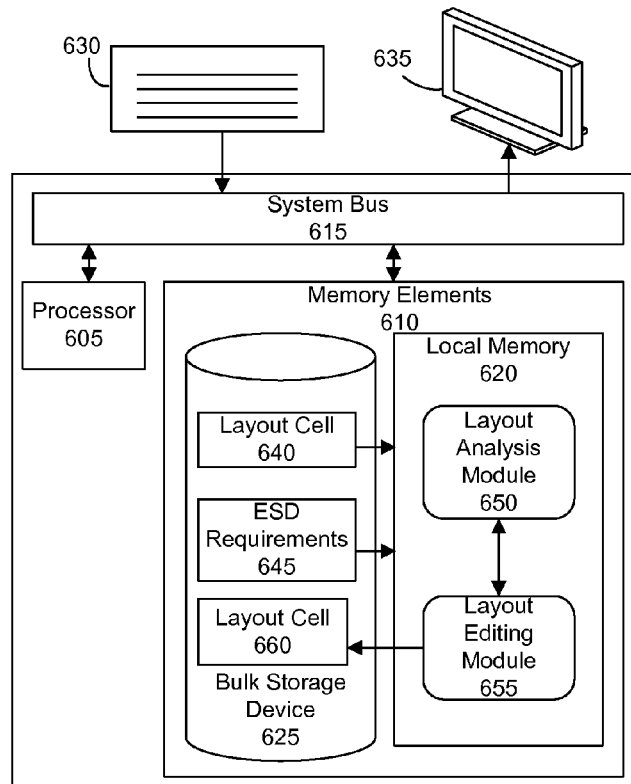 630
635
System Bus
615
Processor
605
Memory Elements
610
Local Memory
620
Layout Cell
640
Layout
Analysis
Module
650
ESD
Requirements
645
Layout Cell
660
Layout
Editing
Module
655
Bulk Storage
Device
625